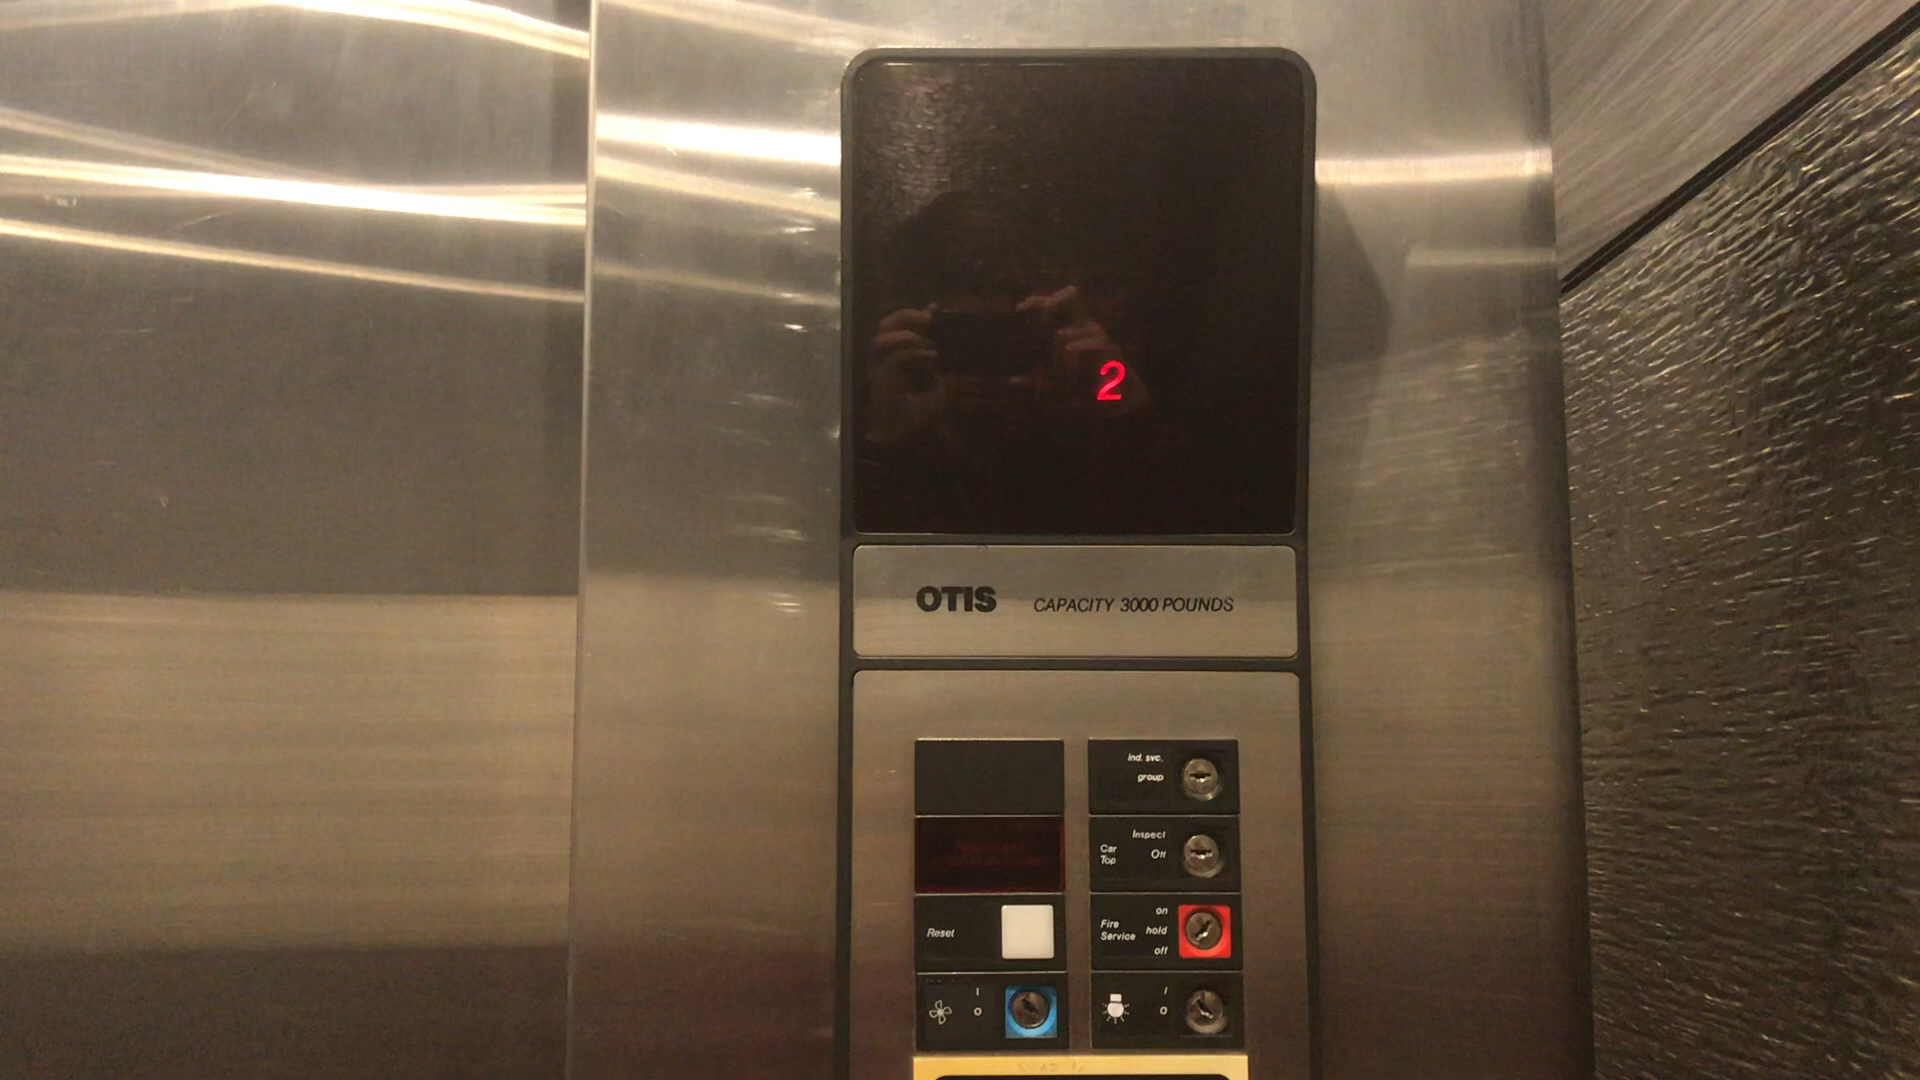 2
OTIS CAPACITY 3000 POUNDS
ind. svc.
group
Inspect
Car Top Off
Reset
on
Fire Service hold
off
I
O
I
O